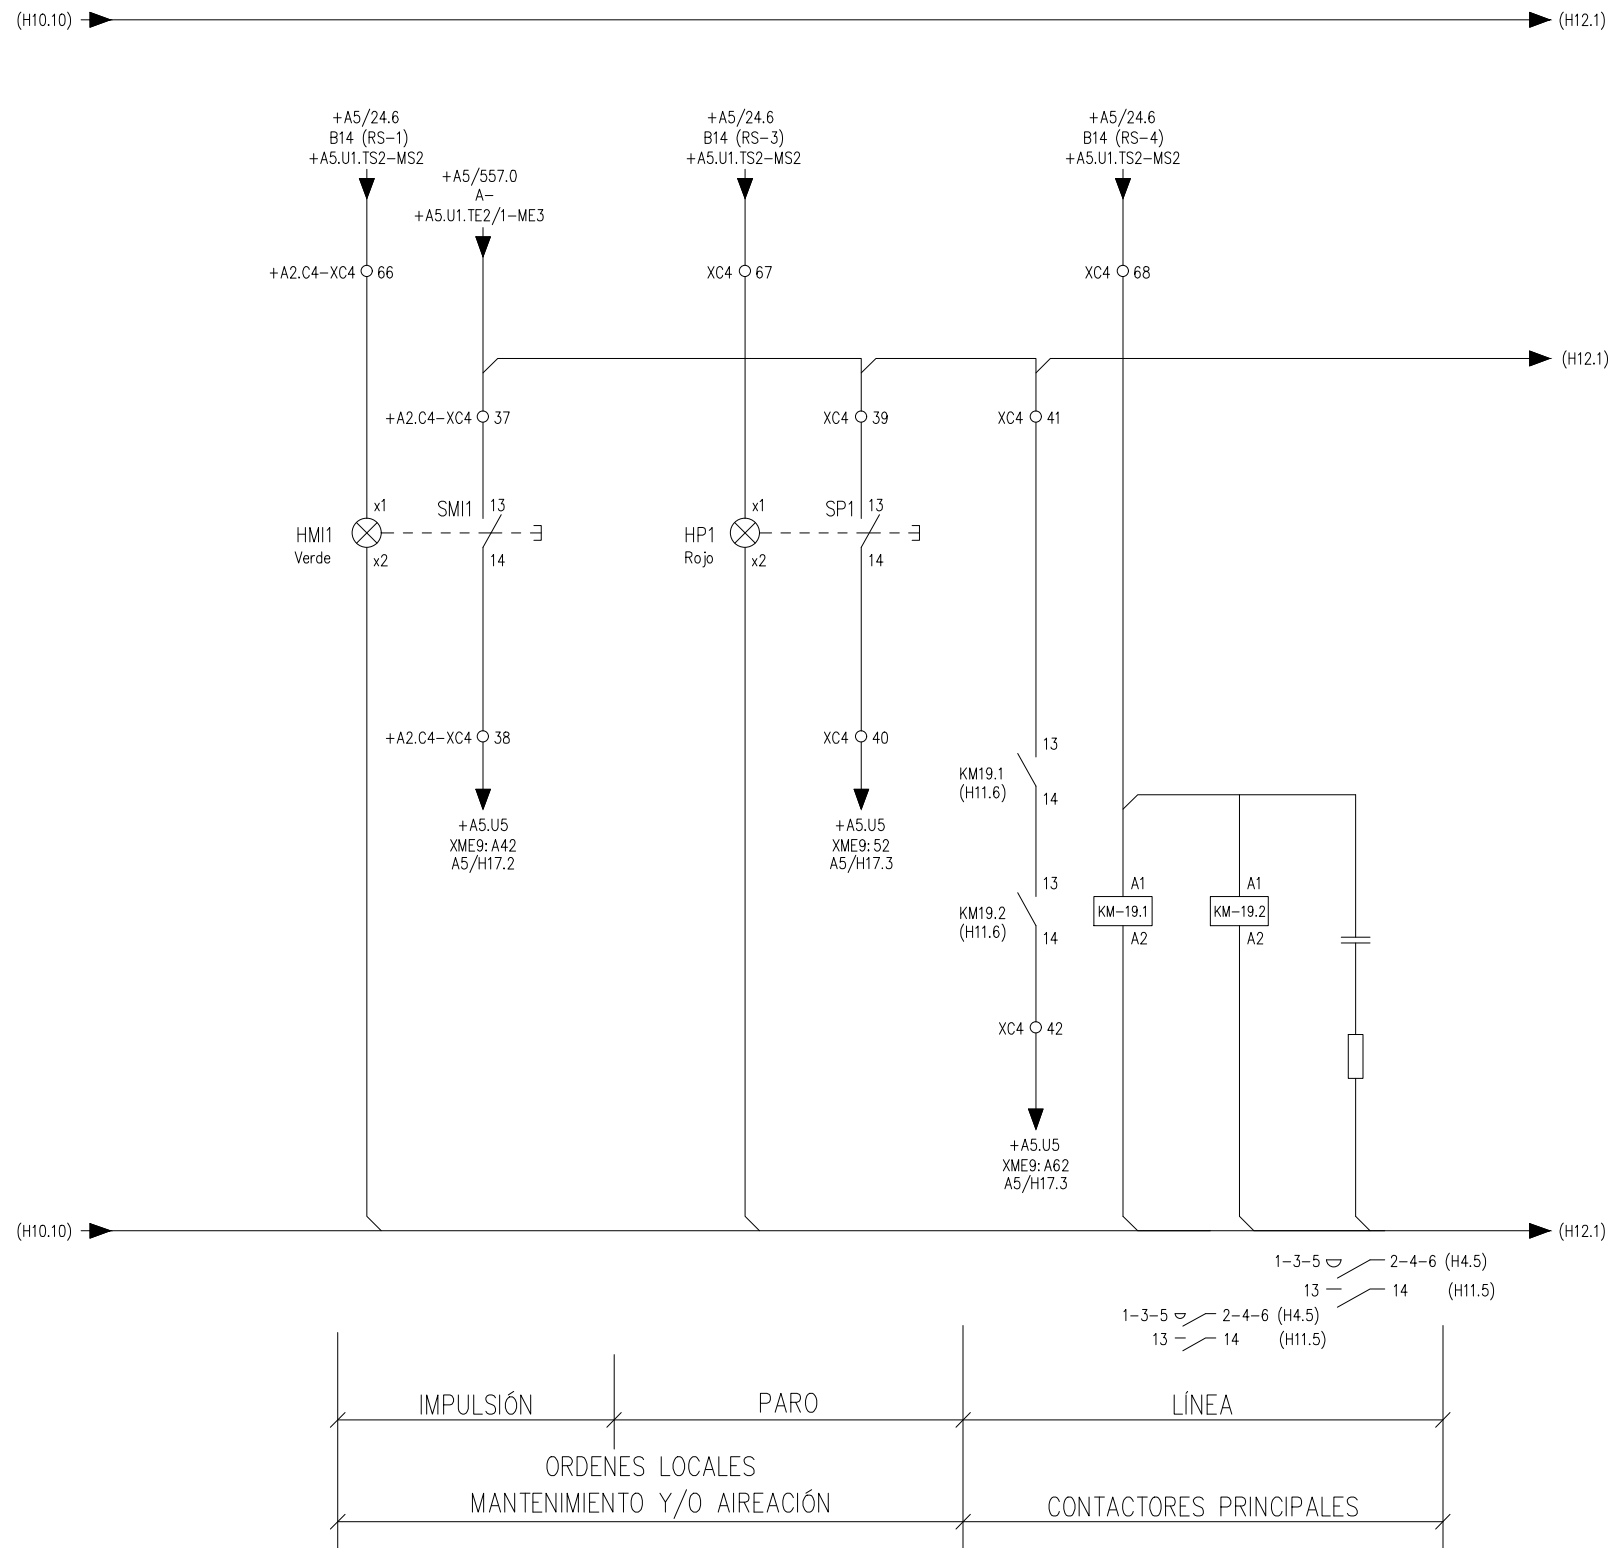 (H10.10)
(H12.1)
+A5/24.6
B14 (RS-1)
+A5.U1.TS2-MS2
+A5/557.0
A-
+A5.U1.TE2/1-ME3
+A5/24.6
B14 (RS-3)
+A5.U1.TS2-MS2
+A5/24.6
B14 (RS-4)
+A5.U1.TS2-MS2
+A2.C4-XC4 66
XC4 67
XC4 68
(H12.1)
+A2.C4-XC4 37
XC4 39
XC4 41
x1
HMI1
Verde
x2
SMI1 13
14
x1
HP1
Rojo
x2
SP1 13
14
+A2.C4-XC4 38
XC4 40
+A5.U5
XME9: A42
A5/H17.2
+A5.U5
XME9: 52
A5/H17.3
13
KM19.1
(H11.6)
14
13
KM19.2
(H11.6)
14
A1
KM-19.1
A2
A1
KM-19.2
A2
XC4 42
+A5.U5
XME9: A62
A5/H17.3
(H10.10)
(H12.1)
1-3-5 2-4-6 (H4.5)
13 14 (H11.5)
1-3-5 2-4-6 (H4.5)
13 14 (H11.5)
IMPULSIÓN
PARO
LÍNEA
ORDENES LOCALES
MANTENIMIENTO Y/O AIREACIÓN
CONTACTORES PRINCIPALES